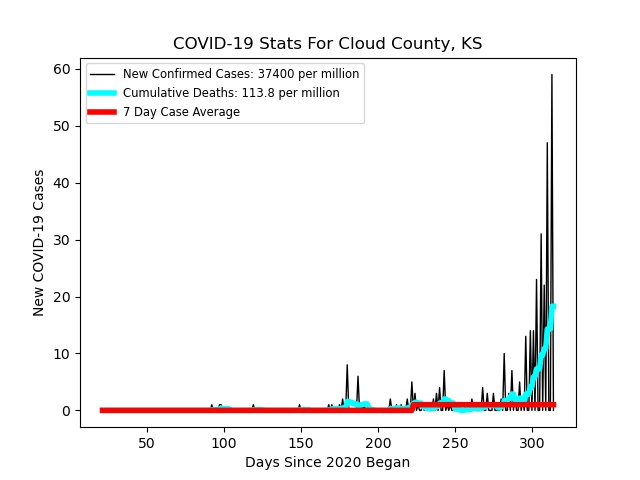 COVID-19 Stats For Cloud County, KS
New Confirmed Cases: 37400 per million
Cumulative Deaths: 113.8 per million
7 Day Case Average
New COVID-19 Cases
60
50
40
30
20
10
0
50 100 150 200 250 300
Days Since 2020 Began